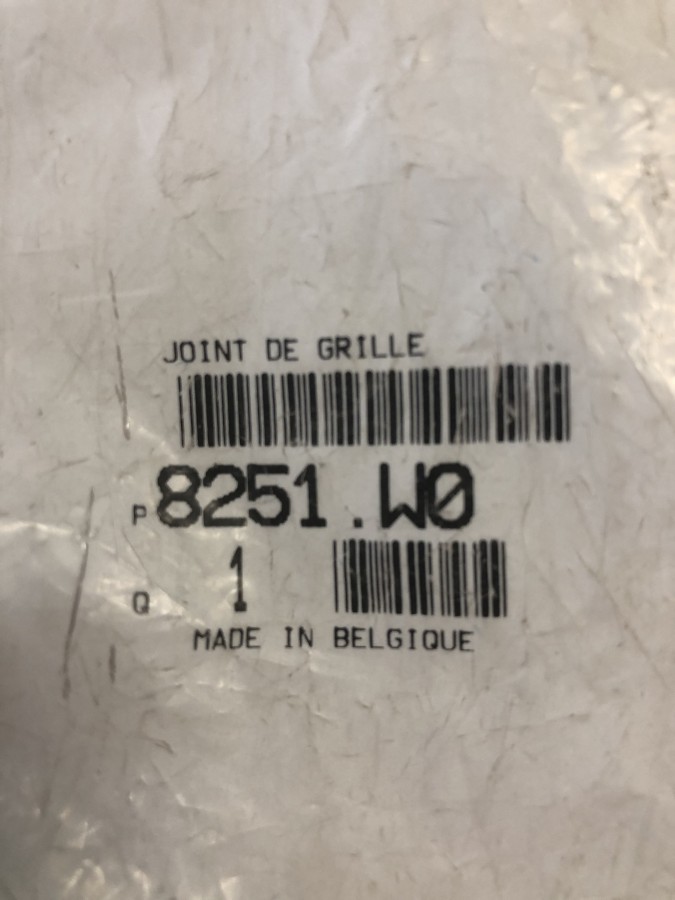 JOINT DE GRILLE
P 8251.W0
Q 1
MADE IN BELGIQUE